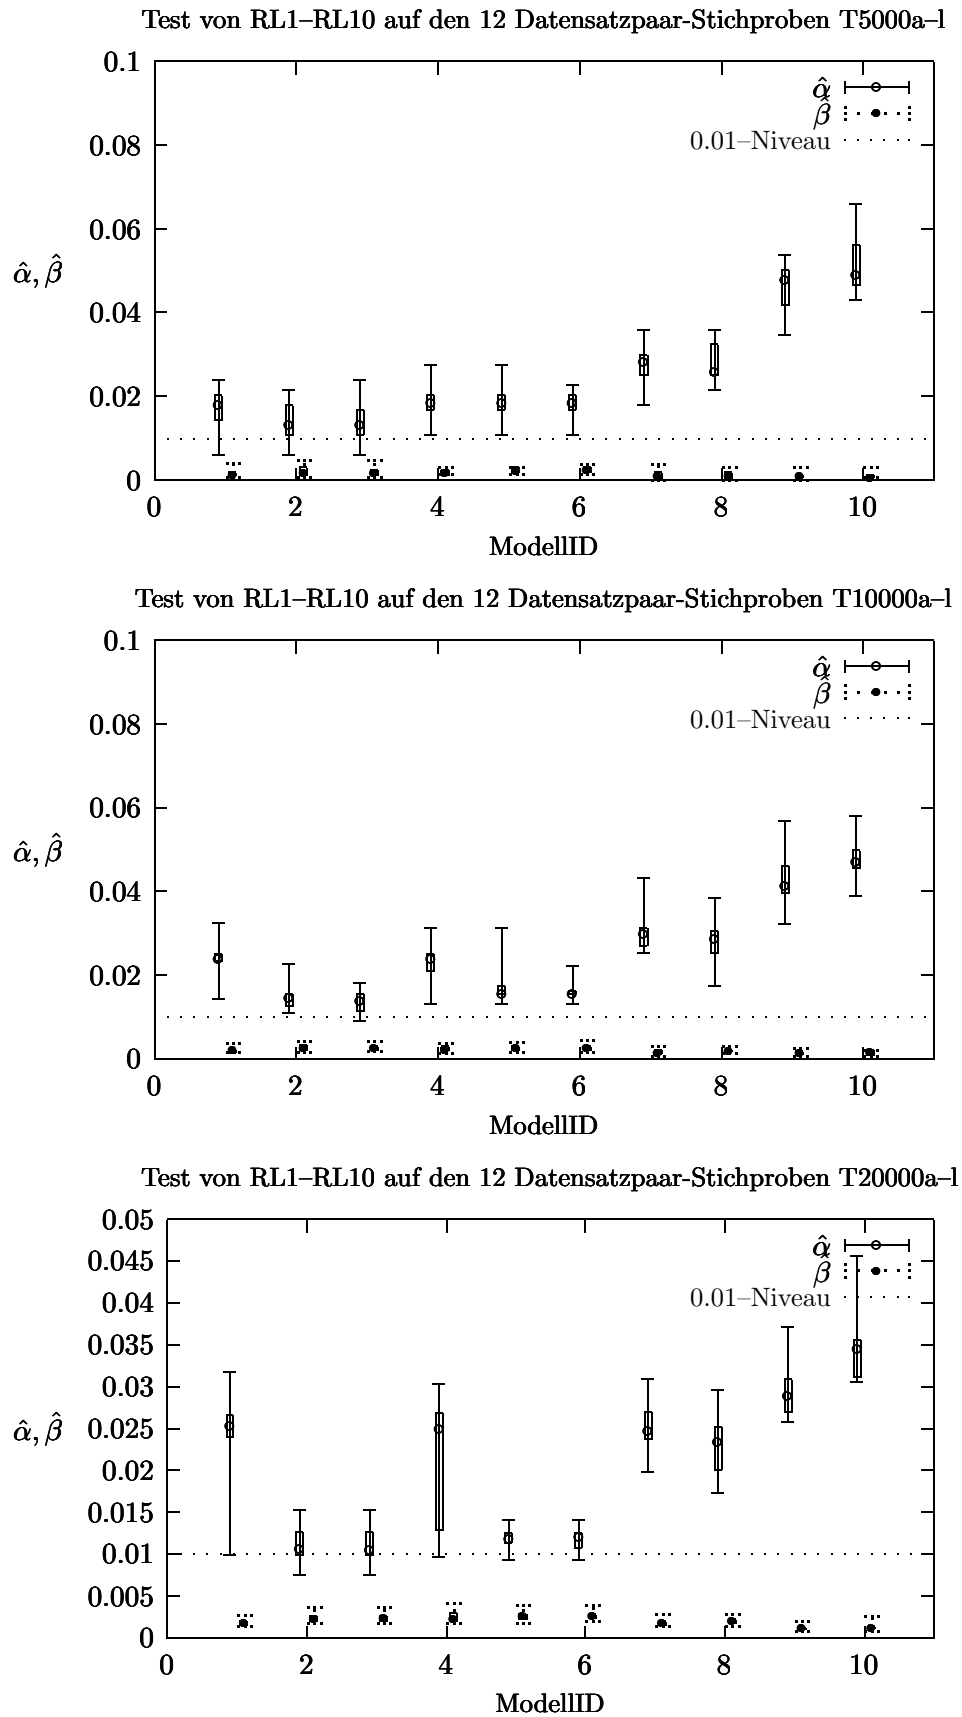 Test von RL1–RL10 auf den 12 Datensatzpaar-Stichproben T5000a–l
0.1
α̂
β̂
0.08
0.01–Niveau
0.06
α̂, β̂
0.04
0.02
0
0 2 4 6 8 10
ModellID
Test von RL1–RL10 auf den 12 Datensatzpaar-Stichproben T10000a–l
0.1
α̂
β̂
0.08
0.01–Niveau
0.06
α̂, β̂
0.04
0.02
0
0 2 4 6 8 10
ModellID
Test von RL1–RL10 auf den 12 Datensatzpaar-Stichproben T20000a–l
0.05
α̂
0.045
β̂
0.04
0.01–Niveau
0.035
0.03
α̂, β̂
0.025
0.02
0.015
0.01
0.005
0
0 2 4 6 8 10
ModellID